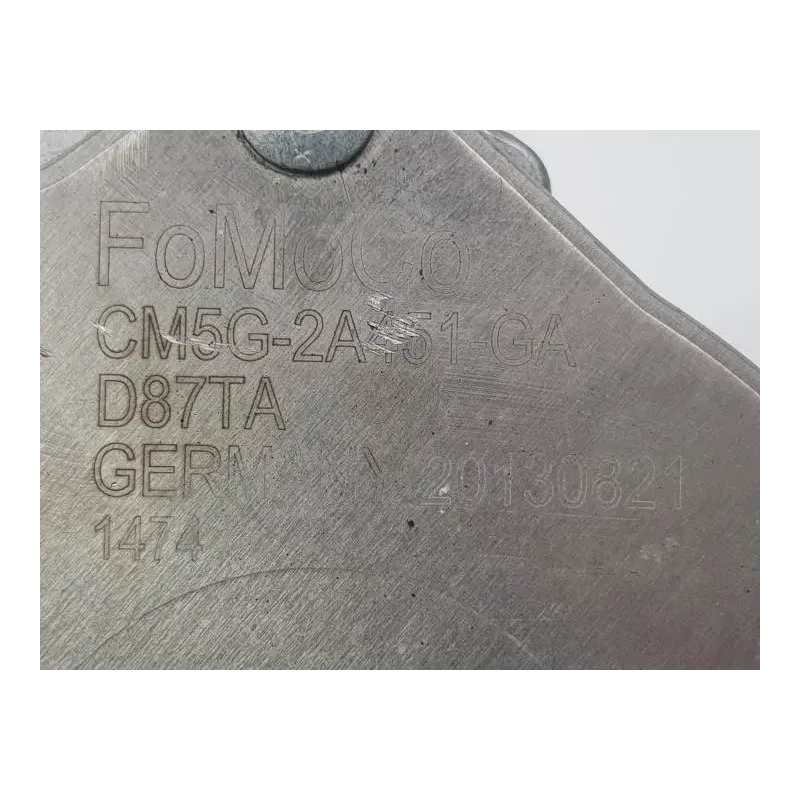 FoMoCo
CM5G-2A451-GA
D87TA
GERMANY 20130821
1474